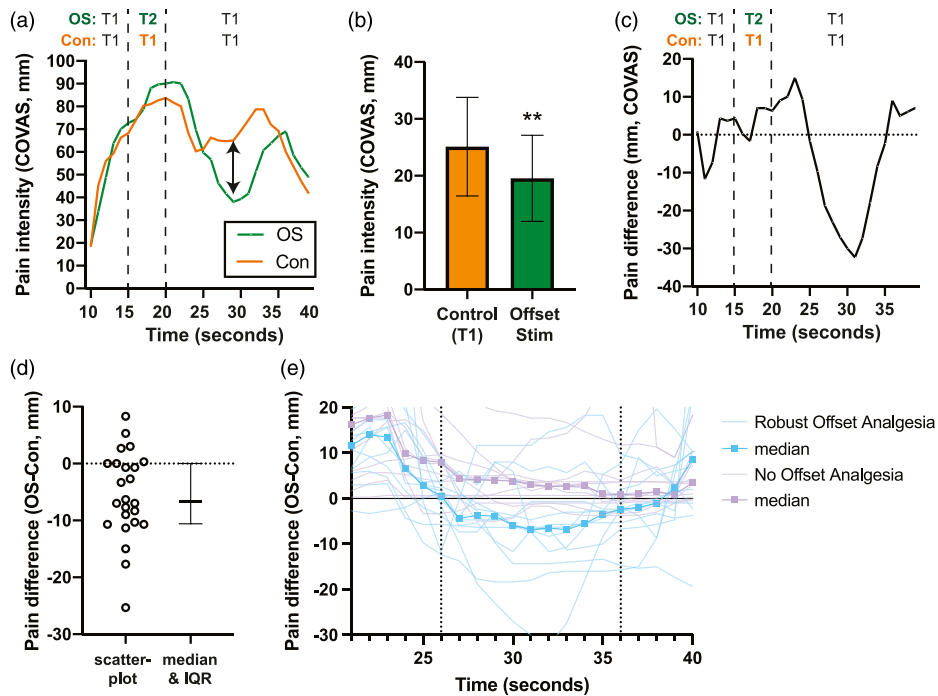 (a)
OS: T1 T2 T1
Con: T1 T1 T1
Pain intensity (COVAS, mm)
100
90
80
70
60
50
40
30
20
10
0
10 15 20 25 30 35 40
Time (seconds)
OS
Con
(b)
Pain intensity (COVAS, mm)
40
30
20
10
0
**
Control
(T1)
Offset
Stim
(c)
OS: T1 T2 T1
Con: T1 T1 T1
Pain difference (mm, COVAS)
20
10
0
-10
-20
-30
-40
10 15 20 25 30 35
Time (seconds)
(d)
Pain difference (OS-Con, mm)
10
0
-10
-20
-30
scatter-
plot
median
& IQR
(e)
Pain difference (OS-Con, mm)
20
10
0
-10
-20
-30
25 30 35 40
Time (seconds)
Robust Offset Analgesia
median
No Offset Analgesia
median